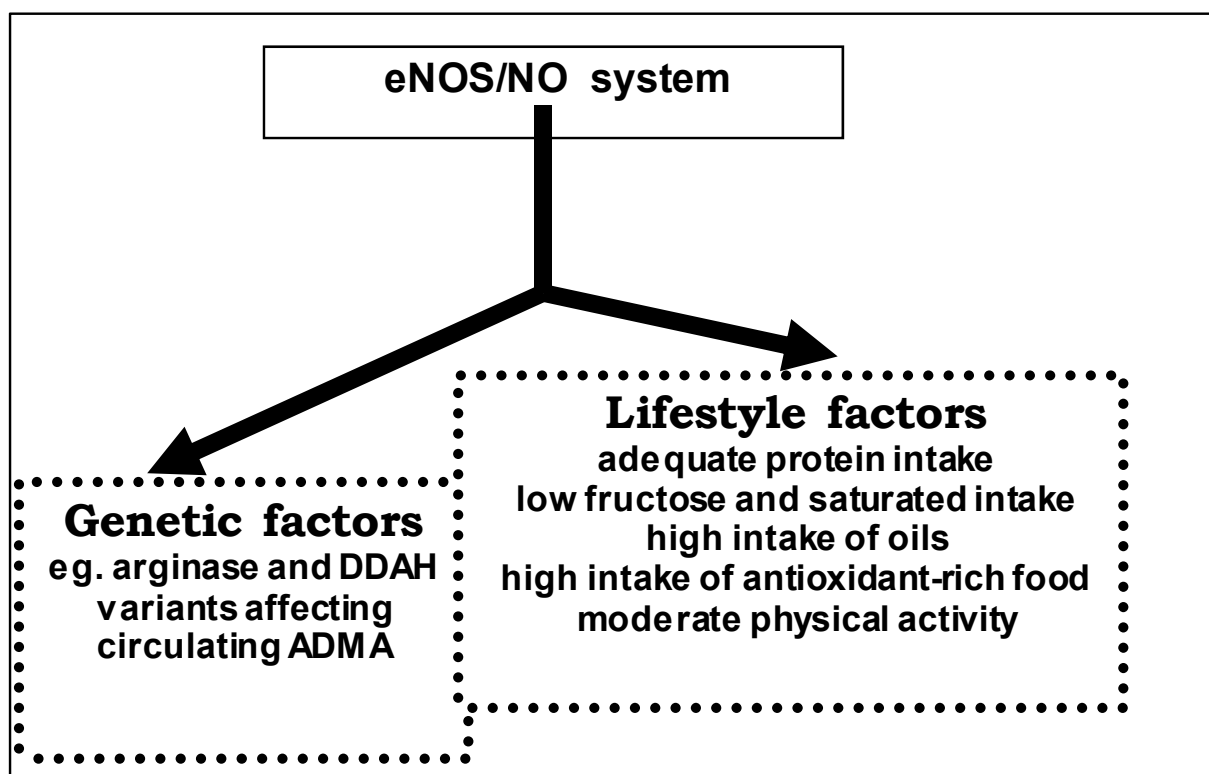 eNOS/NO system
Genetic factors
eg. arginase and DDAH
variants affecting
circulating ADMA
Lifestyle factors
adequate protein intake
low fructose and saturated intake
high intake of oils
high intake of antioxidant-rich food
moderate physical activity